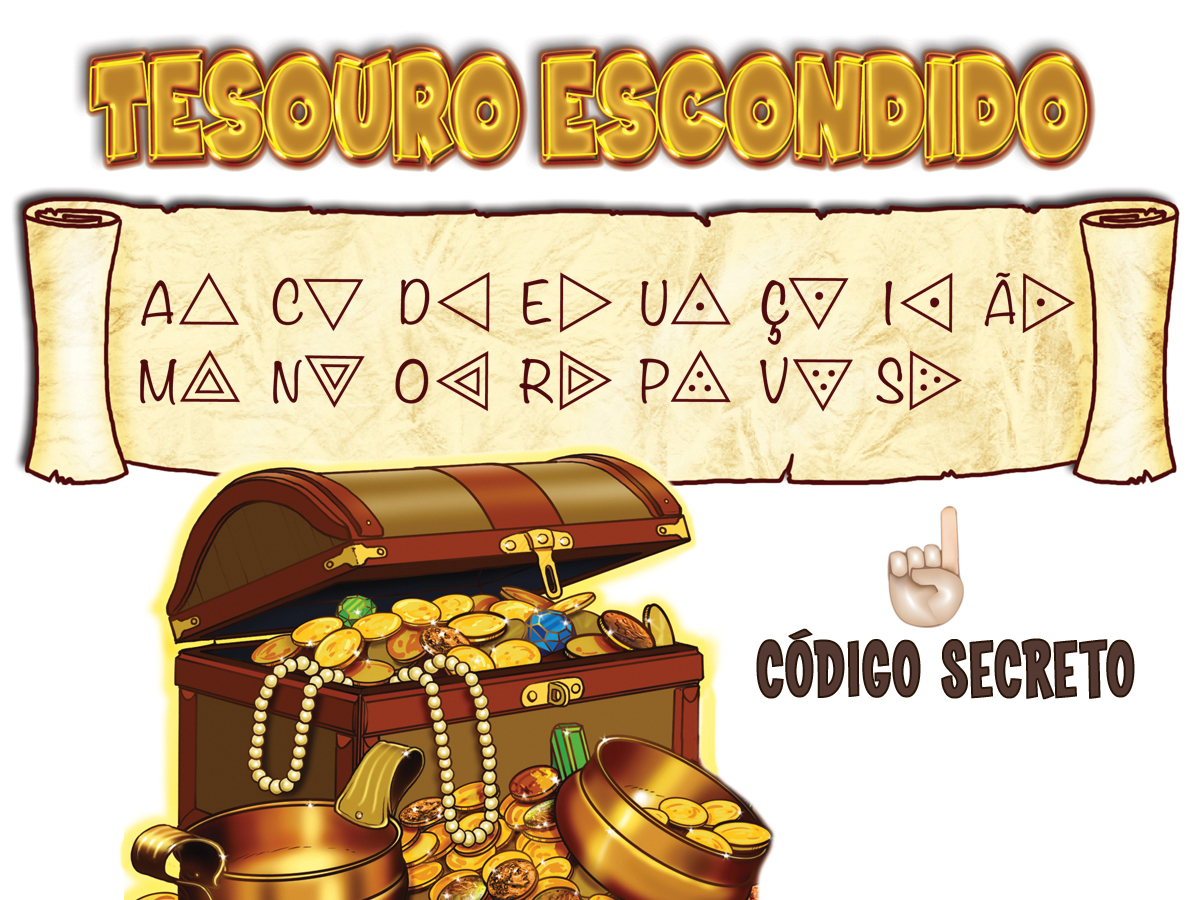 TESOURO ESCONDIDO
A C D E U Ç I Ã
M N O R P V S
CÓDIGO SECRETO